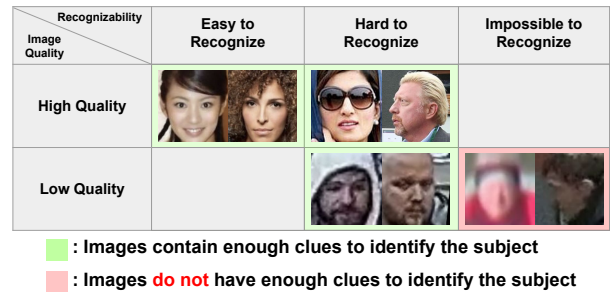 Recognizability
Image
Quality
Easy to
Recognize
Hard to
Recognize
Impossible to
Recognize
High Quality
Low Quality
: Images contain enough clues to identify the subject
: Images do not have enough clues to identify the subject